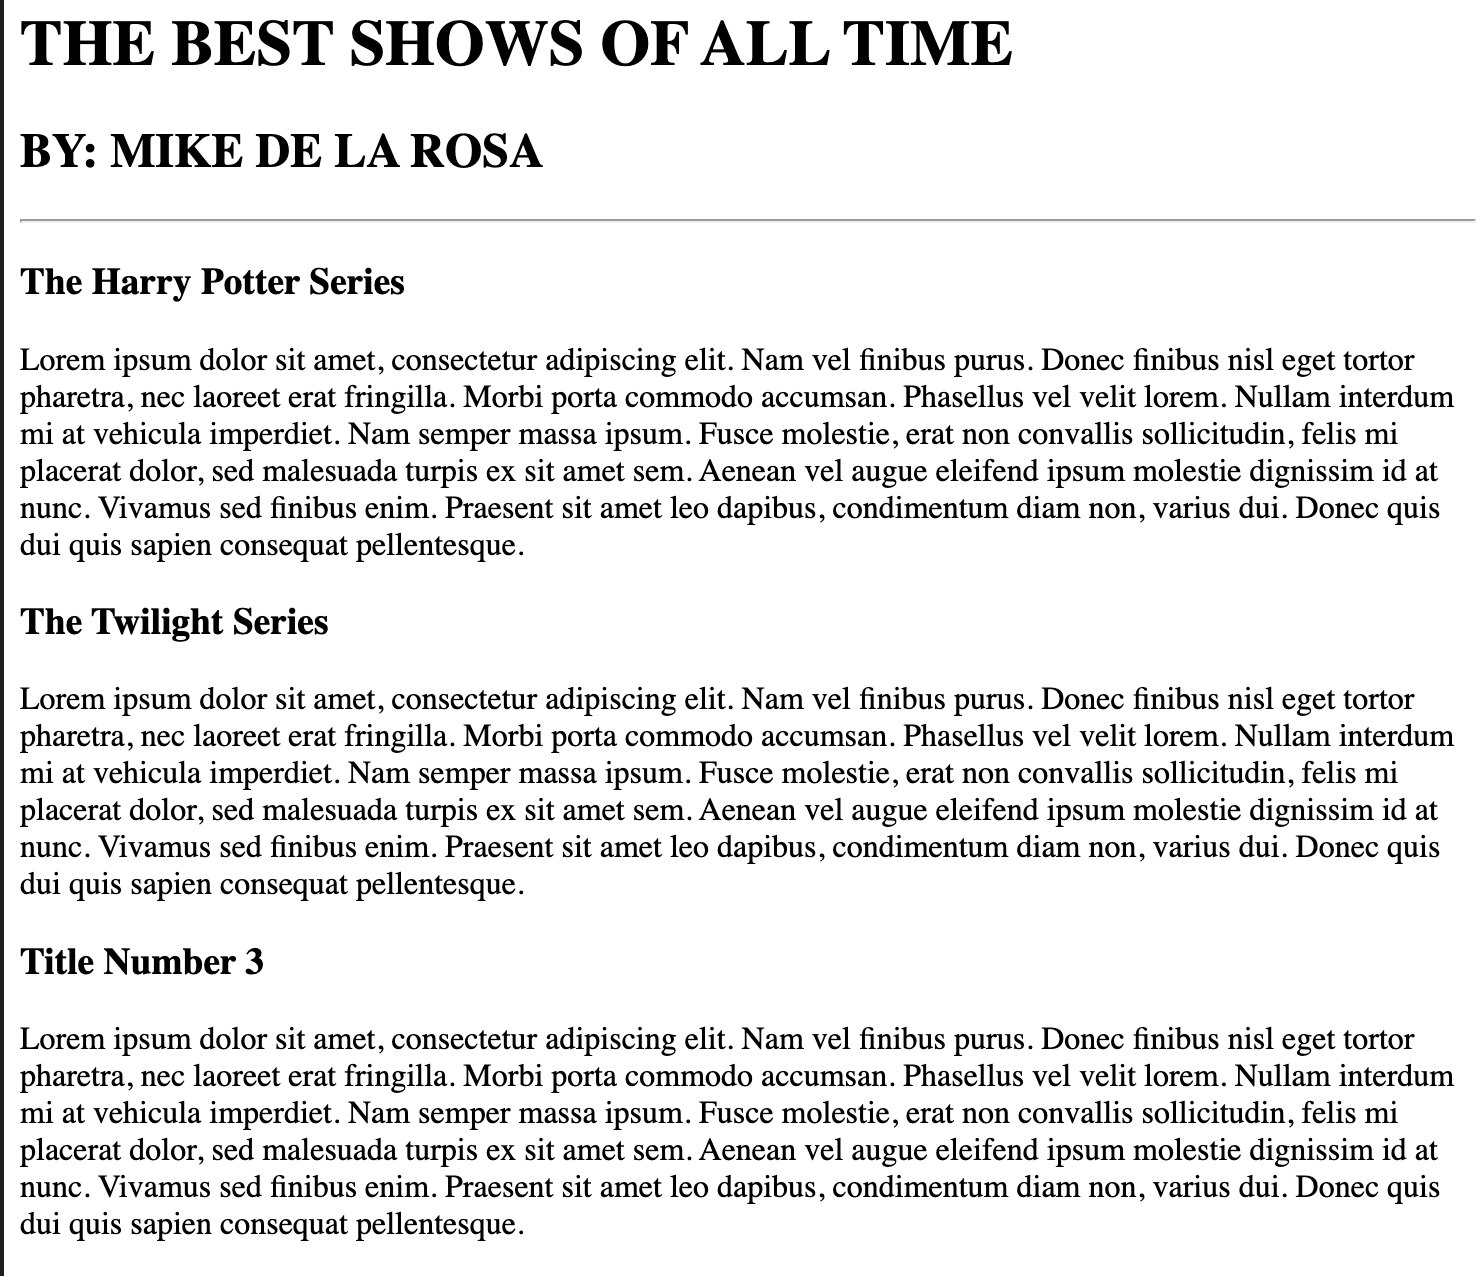 THE BEST SHOWS OF ALL TIME
BY: MIKE DE LA ROSA
The Harry Potter Series
Lorem ipsum dolor sit amet, consectetur adipiscing elit. Nam vel finibus purus. Donec finibus nisl eget tortor
pharetra, nec laoreet erat fringilla. Morbi porta commodo accumsan. Phasellus vel velit lorem. Nullam interdum
mi at vehicula imperdiet. Nam semper massa ipsum. Fusce molestie, erat non convallis sollicitudin, felis mi
placerat dolor, sed malesuada turpis ex sit amet sem. Aenean vel augue eleifend ipsum molestie dignissim id at
nunc. Vivamus sed finibus enim. Praesent sit amet leo dapibus, condimentum diam non, varius dui. Donec quis
dui quis sapien consequat pellentesque.
The Twilight Series
Lorem ipsum dolor sit amet, consectetur adipiscing elit. Nam vel finibus purus. Donec finibus nisl eget tortor
pharetra, nec laoreet erat fringilla. Morbi porta commodo accumsan. Phasellus vel velit lorem. Nullam interdum
mi at vehicula imperdiet. Nam semper massa ipsum. Fusce molestie, erat non convallis sollicitudin, felis mi
placerat dolor, sed malesuada turpis ex sit amet sem. Aenean vel augue eleifend ipsum molestie dignissim id at
nunc. Vivamus sed finibus enim. Praesent sit amet leo dapibus, condimentum diam non, varius dui. Donec quis
dui quis sapien consequat pellentesque.
Title Number 3
Lorem ipsum dolor sit amet, consectetur adipiscing elit. Nam vel finibus purus. Donec finibus nisl eget tortor
pharetra, nec laoreet erat fringilla. Morbi porta commodo accumsan. Phasellus vel velit lorem. Nullam interdum
mi at vehicula imperdiet. Nam semper massa ipsum. Fusce molestie, erat non convallis sollicitudin, felis mi
placerat dolor, sed malesuada turpis ex sit amet sem. Aenean vel augue eleifend ipsum molestie dignissim id at
nunc. Vivamus sed finibus enim. Praesent sit amet leo dapibus, condimentum diam non, varius dui. Donec quis
dui quis sapien consequat pellentesque.